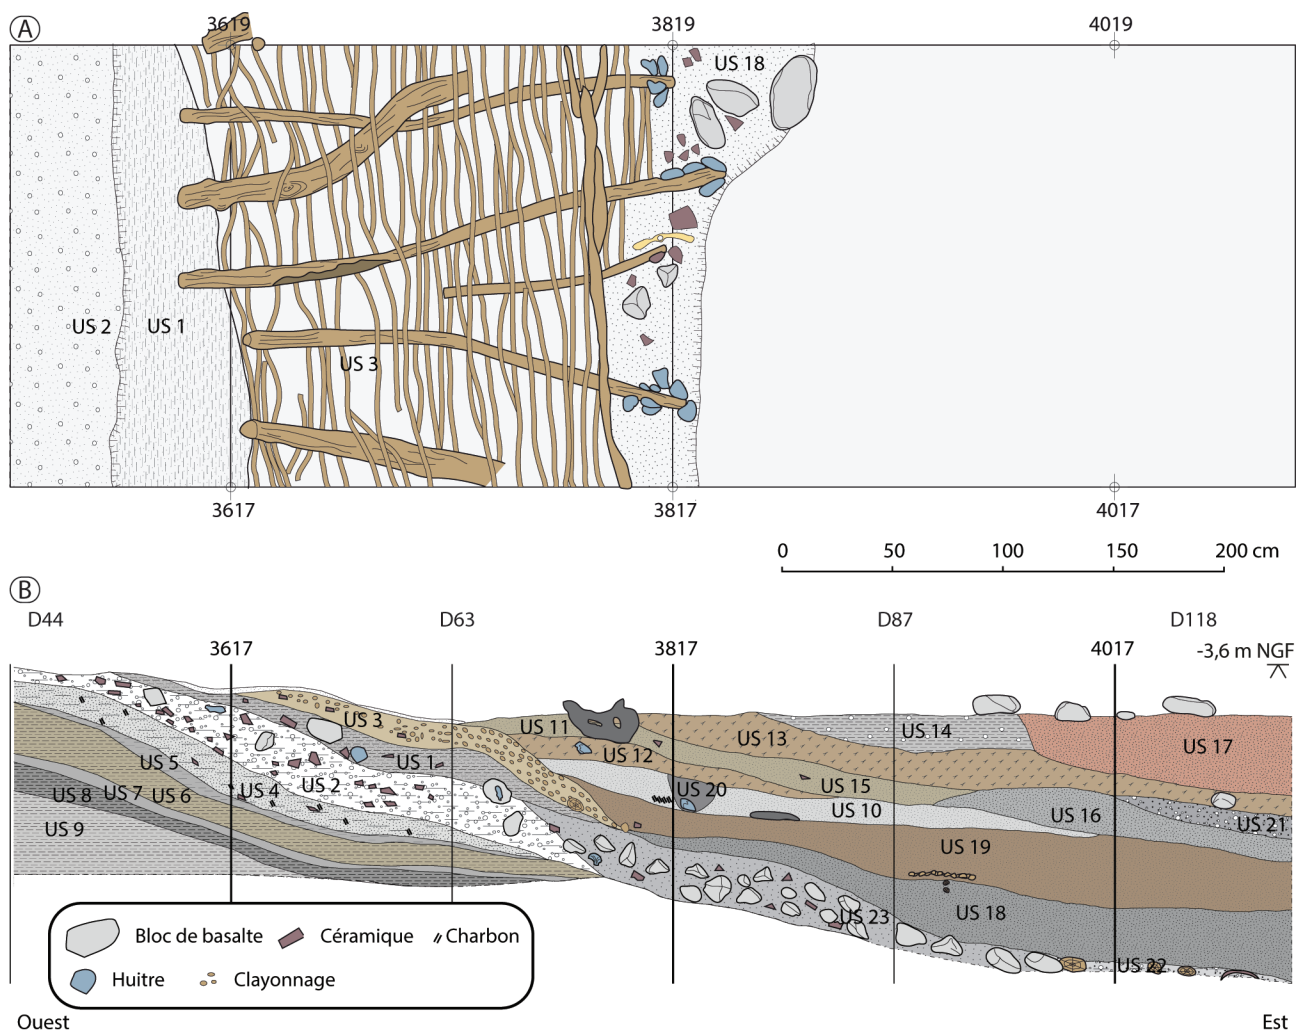 A
3619
3819
4019
US 18
US 2
US 1
US 3
3617
3817
4017
0
50
100
150
200 cm
B
D44
D63
D87
D118
3617
3817
4017
-3,6 m NGF
US 3
US 11
US 12
US 13
US 14
US 17
US 5
US 1
US 2
US 4
US 8
US 7
US 6
US 9
US 20
US 15
US 10
US 16
US 21
US 19
US 18
US 23
US 22
Bloc de basalte
Céramique
Charbon
Huitre
Clayonnage
Ouest
Est